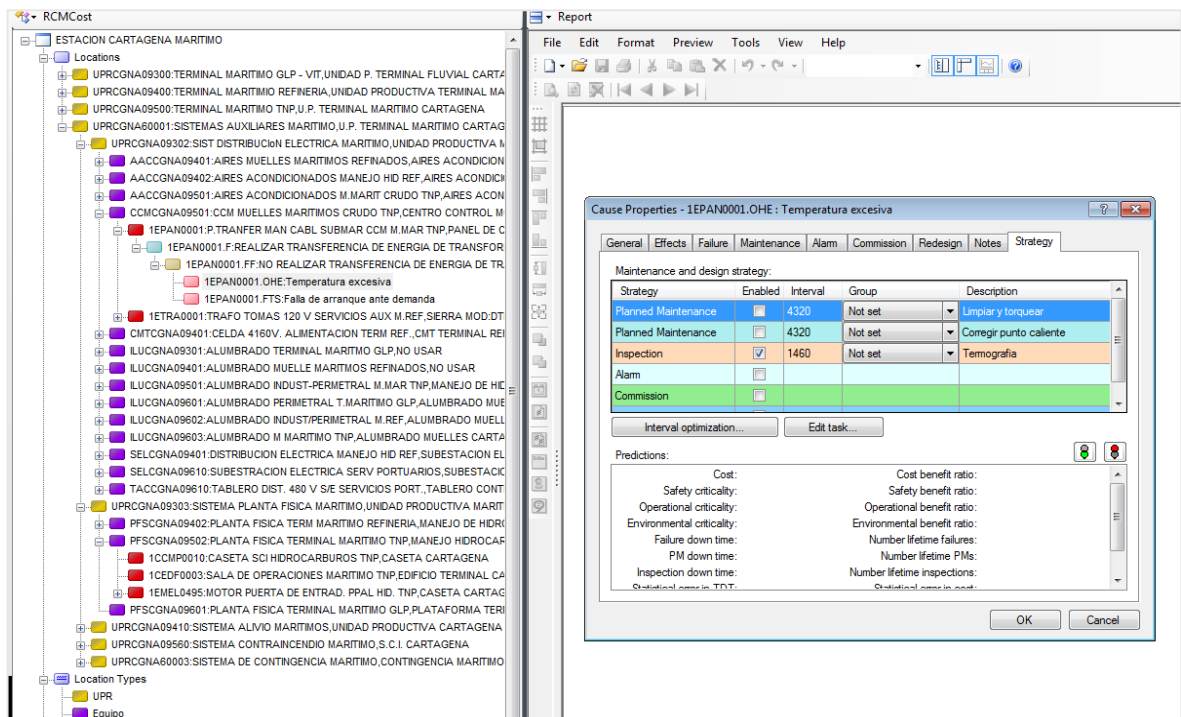 RCMCost
ESTACION CARTAGENA MARITIMO
Locations
UPRCGNA09300:TERMINAL MARITIMO GLP - VIT,UNIDAD P. TERMINAL FLUVIAL CARTA
UPRCGNA09400:TERMINAL MARITIMIO REFINERIA,UNIDAD PRODUCTIVA TERMINAL MA
UPRCGNA09500:TERMINAL MARITIMO TNP,U.P. TERMINAL MARITIMO CARTAGENA
UPRCGNA60001:SISTEMAS AUXILIARES MARITIMO,U.P. TERMINAL MARITIMO CARTAG
UPRCGNA09302:SIST DISTRIBUCIóN ELECTRICA MARITIMO,UNIDAD PRODUCTIVA M
AACCGNA09401:AIRES MUELLES MARITIMOS REFINADOS,AIRES ACONDICION
AACCGNA09402:AIRES ACONDICIONADOS MANEJO HID REF,AIRES ACONDICI
AACCGNA09501:AIRES ACONDICIONADOS M.MARIT CRUDO TNP,AIRES ACON
CCMCGNA09501:CCM MUELLES MARITIMOS CRUDO TNP,CENTRO CONTROL M
1EPAN0001:P.TRANFER MAN CABL SUBMAR CCM M.MAR TNP,PANEL DE C
1EPAN0001.F:REALIZAR TRANSFERENCIA DE ENERGIA DE TRANSFOR
1EPAN0001.FF:NO REALIZAR TRANSFERENCIA DE ENERGIA DE TR
1EPAN0001.OHE:Temperatura excesiva
1EPAN0001.FTS:Falla de arranque ante demanda
1ETRA0001:TRAFO TOMAS 120 V SERVICIOS AUX M.REF,SIERRA MOD:DT
CMTCGNA09401:CELDA 4160V. ALIMENTACION TERM REF.,CMT TERMINAL REI
ILUCGNA09301:ALUMBRADO TERMINAL MARITMO GLP,NO USAR
ILUCGNA09401:ALUMBRADO MUELLE MARITMOS REFINADOS,NO USAR
ILUCGNA09501:ALUMBRADO INDUST-PERMETRAL M.MAR TNP,MANEJO DE HIC
ILUCGNA09601:ALUMBRADO PERIMETRAL T.MARITIMO GLP,ALUMBRADO MUE
ILUCGNA09602:ALUMBRADO INDUST/PERIMETRAL M.REF,ALUMBRADO MUELL
ILUCGNA09603:ALUMBRADO M MARITIMO TNP,ALUMBRADO MUELLES CARTA
SELCGNA09401:DISTRIBUCION ELECTRICA MANEJO HID REF,SUBESTACION EL
SELCGNA09610:SUBESTRACION ELECTRICA SERV PORTUARIOS,SUBESTACIC
TACCGNA09610:TABLERO DIST. 480 V S/E SERVICIOS PORT.,TABLERO CONT
UPRCGNA09303:SISTEMA PLANTA FISICA MARITIMO,UNIDAD PRODUCTIVA MARIT
PFSCGNA09402:PLANTA FISICA TERM MARITIMO REFINERIA,MANEJO DE HIDR(
PFSCGNA09502:PLANTA FISICA TERMINAL MARITIMO TNP,MANEJO HIDROCAR
1CCMP0010:CASETA SCI HIDROCARBUROS TNP,CASETA CARTAGENA
1CEDF0003:SALA DE OPERACIONES MARITIMO TNP,EDIFICIO TERMINAL CA
1EMEL0495:MOTOR PUERTA DE ENTRAD. PPAL HID. TNP,CASETA CARTAG
PFSCGNA09601:PLANTA FISICA TERMINAL MARITIMO GLP,PLATAFORMA TERI
UPRCGNA09410:SISTEMA ALIVIO MARITIMOS,UNIDAD PRODUCTIVA CARTAGENA
UPRCGNA09560:SISTEMA CONTRAINCENDIO MARITIMO,S.C.I. CARTAGENA
UPRCGNA60003:SISTEMA DE CONTINGENCIA MARITIMO,CONTINGENCIA MARITIMO
Location Types
UPR
Equipo
Report
File Edit Format Preview Tools View Help
Cause Properties - 1EPAN0001.OHE : Temperatura excesiva
General Effects Failure Maintenance Alarm Commission Redesign Notes Strategy
Maintenance and design strategy:
Strategy Enabled Interval Group Description
Planned Maintenance 4320 Not set Limpiar y torquear
Planned Maintenance 4320 Not set Corregir punto caliente
Inspection 1460 Not set Termografia
Alarm
Commission
Interval optimization... Edit task...
Predictions:
Cost: Cost benefit ratio:
Safety criticality: Safety benefit ratio:
Operational criticality: Operational benefit ratio:
Environmental criticality: Environmental benefit ratio:
Failure down time: Number lifetime failures:
PM down time: Number lifetime PMs:
Inspection down time: Number lifetime inspections:
Statistical error in TDT: Statistical error in cost:
OK Cancel